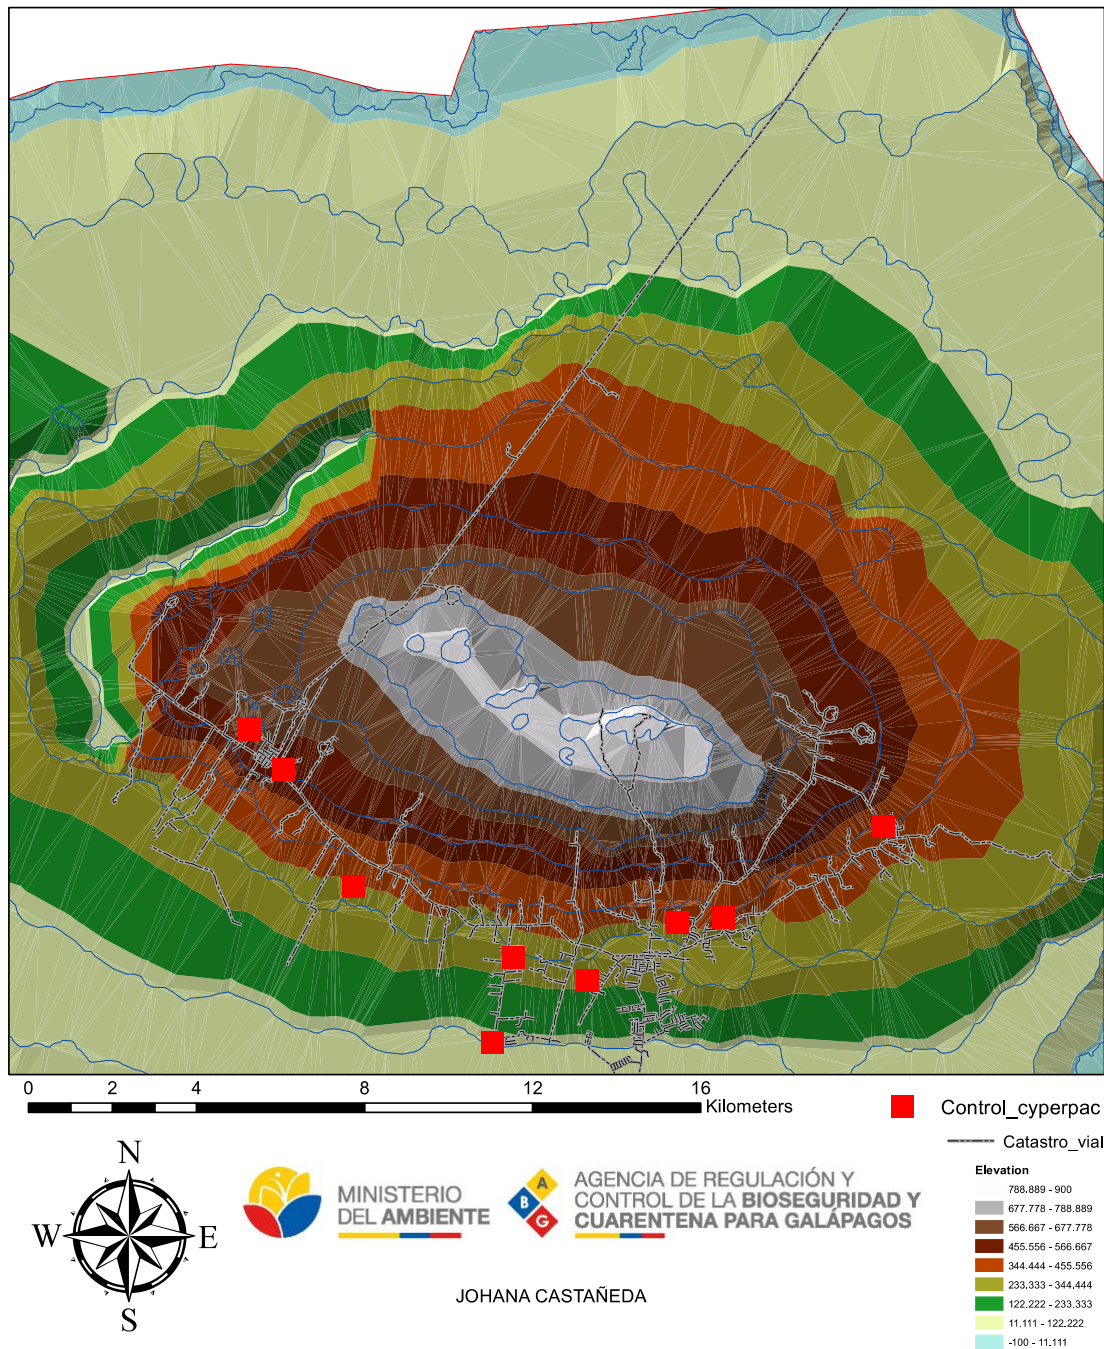 0 2 4 8 12 16
Kilometers
Control_cyperpac
Catastro_vial
Elevation
788.889 - 900
677.778 - 788.889
566.667 - 677.778
455.556 - 566.667
344.444 - 455.556
233.333 - 344.444
122.222 - 233.333
11.111 - 122.222
-100 - 11.111
N
W E
S
MINISTERIO
DEL AMBIENTE
A
B
G
AGENCIA DE REGULACIÓN Y
CONTROL DE LA BIOSEGURIDAD Y
CUARENTENA PARA GALÁPAGOS
JOHANA CASTAÑEDA